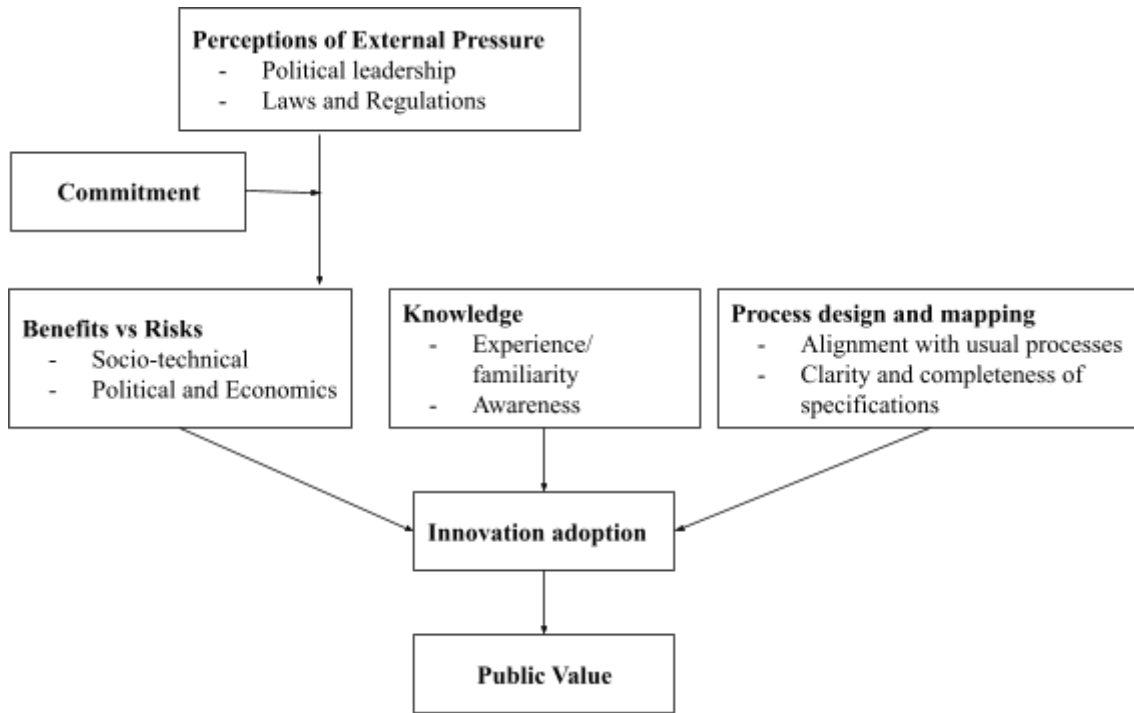 Perceptions of External Pressure
- Political leadership
- Laws and Regulations
Commitment
Benefits vs Risks
- Socio-technical
- Political and Economics
Knowledge
- Experience/
familiarity
- Awareness
Process design and mapping
- Alignment with usual processes
- Clarity and completeness of
specifications
Innovation adoption
Public Value